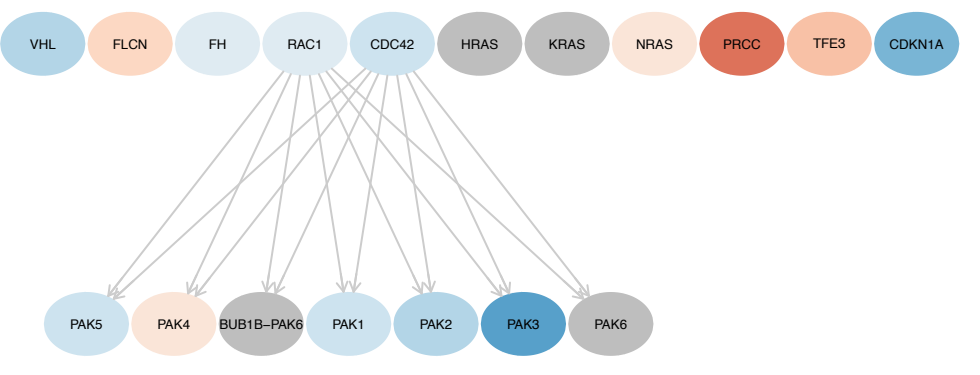 VHL FLCN FH RAC1 CDC42 HRAS KRAS NRAS PRCC TFE3 CDKN1A
PAK5 PAK4 BUB1B−PAK6 PAK1 PAK2 PAK3 PAK6